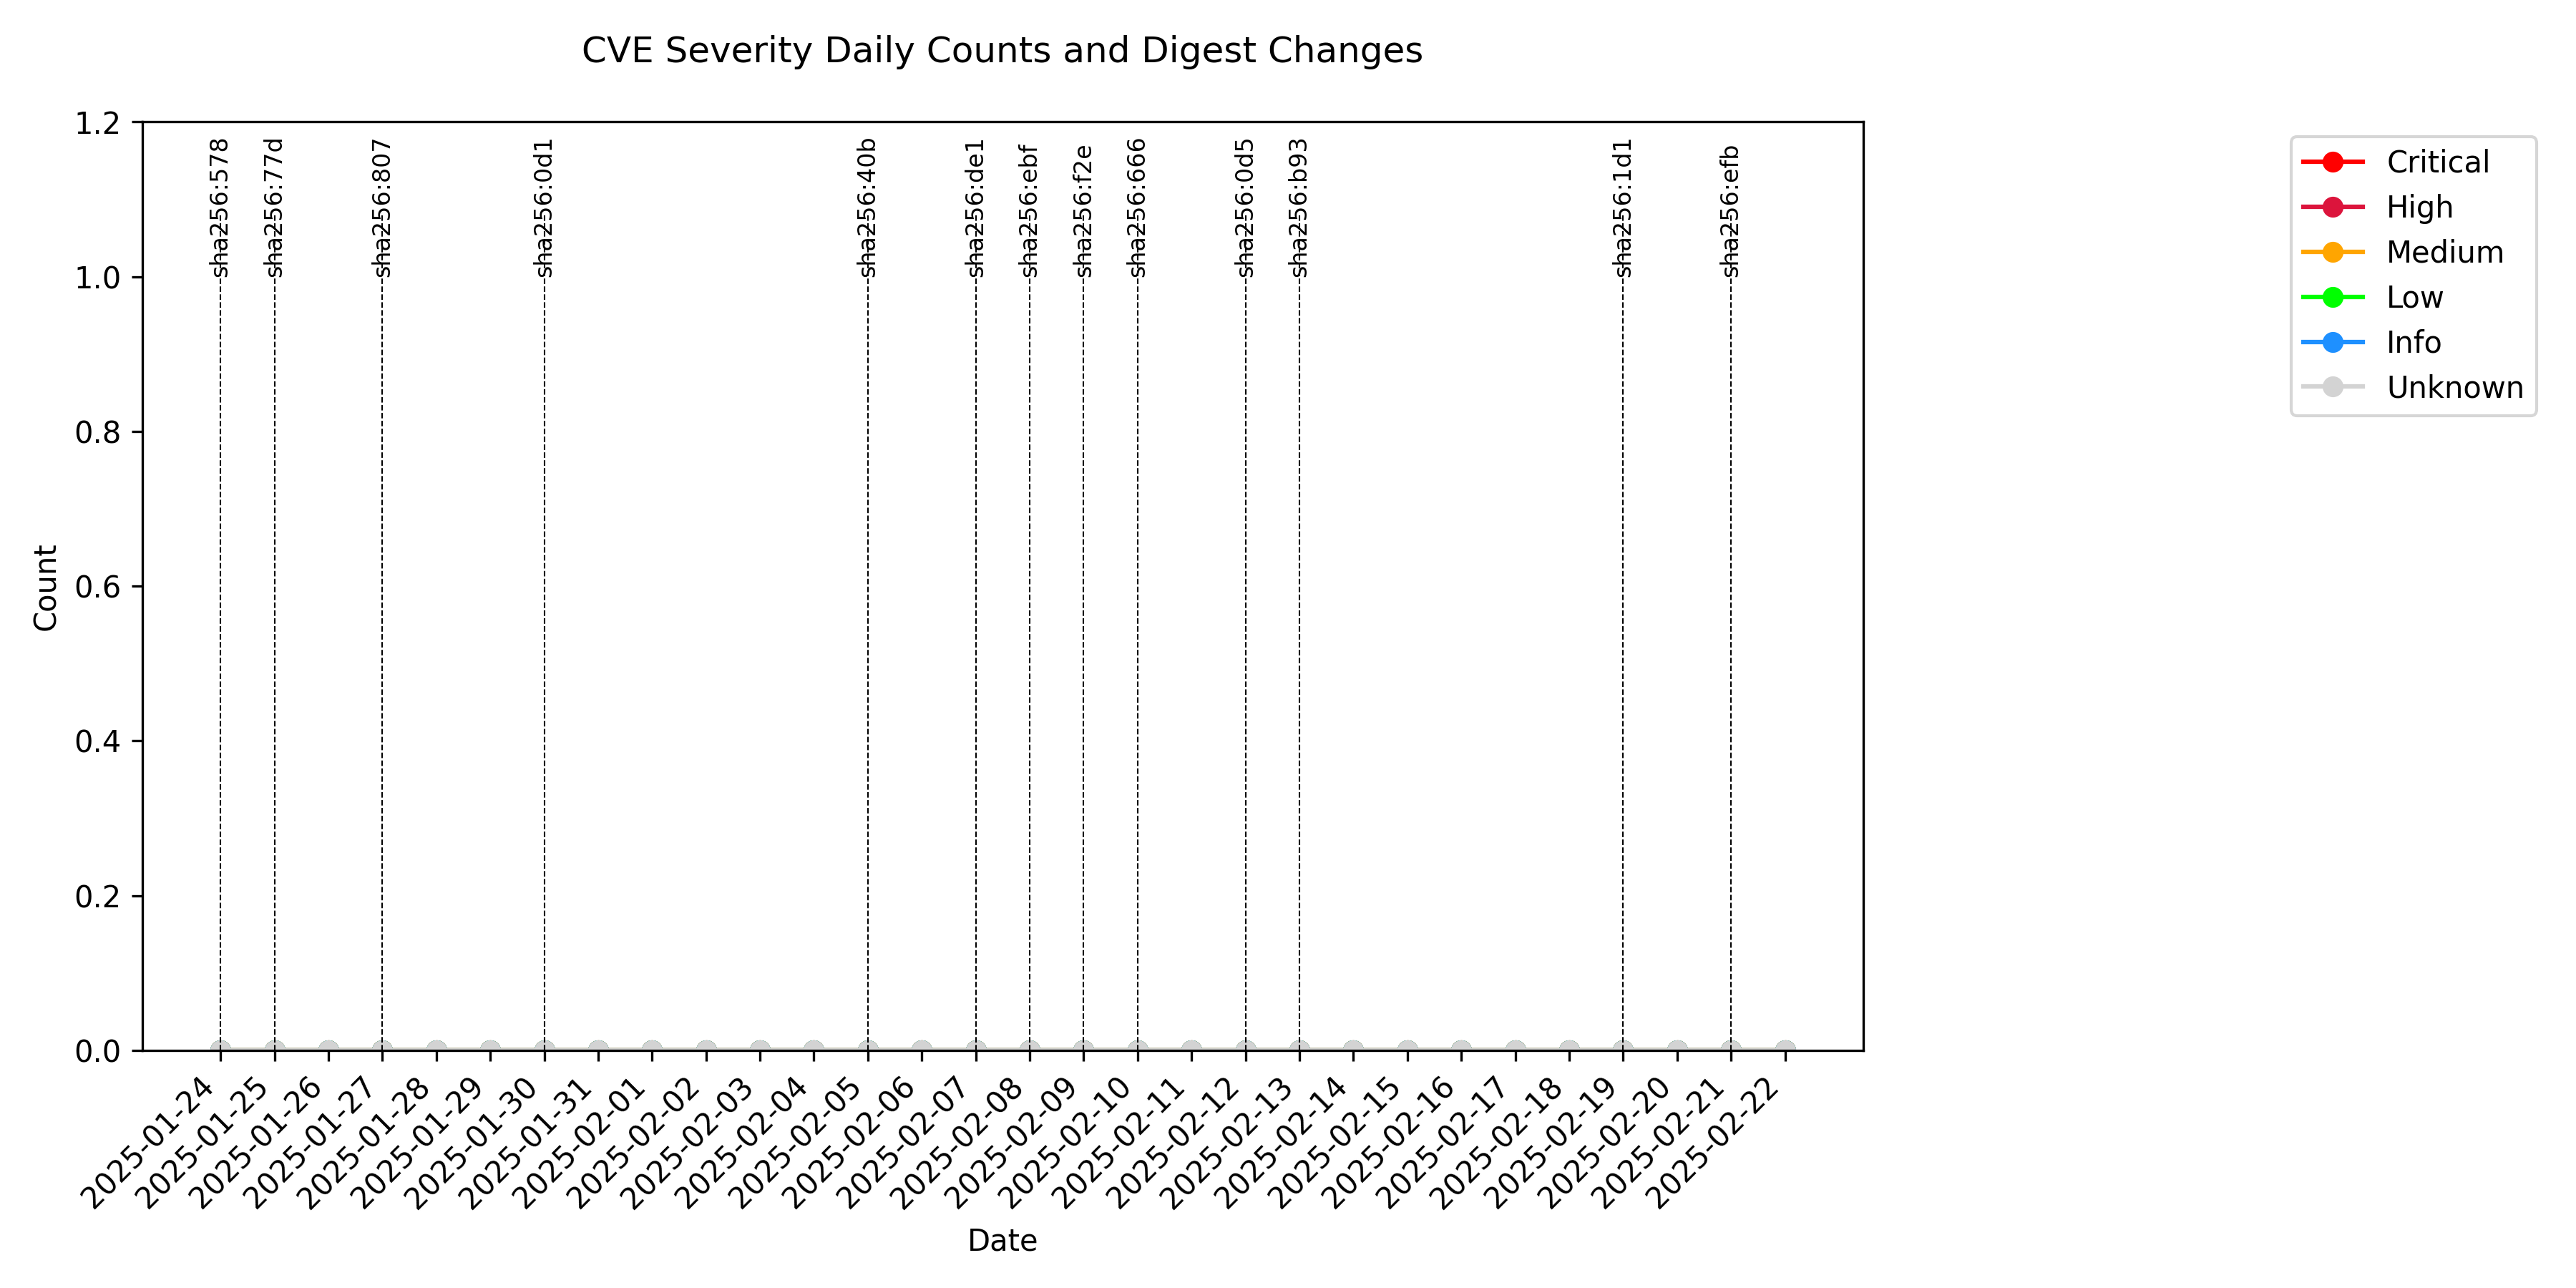 CVE Severity Daily Counts and Digest Changes
1.2
1.0
0.8
0.6
0.4
0.2
0.0
Count
sha256:578
sha256:77d
sha256:807
sha256:0d1
sha256:40b
sha256:de1
sha256:ebf
sha256:f2e
sha256:666
sha256:0d5
sha256:b93
sha256:1d1
sha256:efb
2025-01-24
2025-01-25
2025-01-26
2025-01-27
2025-01-28
2025-01-29
2025-01-30
2025-01-31
2025-02-01
2025-02-02
2025-02-03
2025-02-04
2025-02-05
2025-02-06
2025-02-07
2025-02-08
2025-02-09
2025-02-10
2025-02-11
2025-02-12
2025-02-13
2025-02-14
2025-02-15
2025-02-16
2025-02-17
2025-02-18
2025-02-19
2025-02-20
2025-02-21
2025-02-22
Date
Critical
High
Medium
Low
Info
Unknown